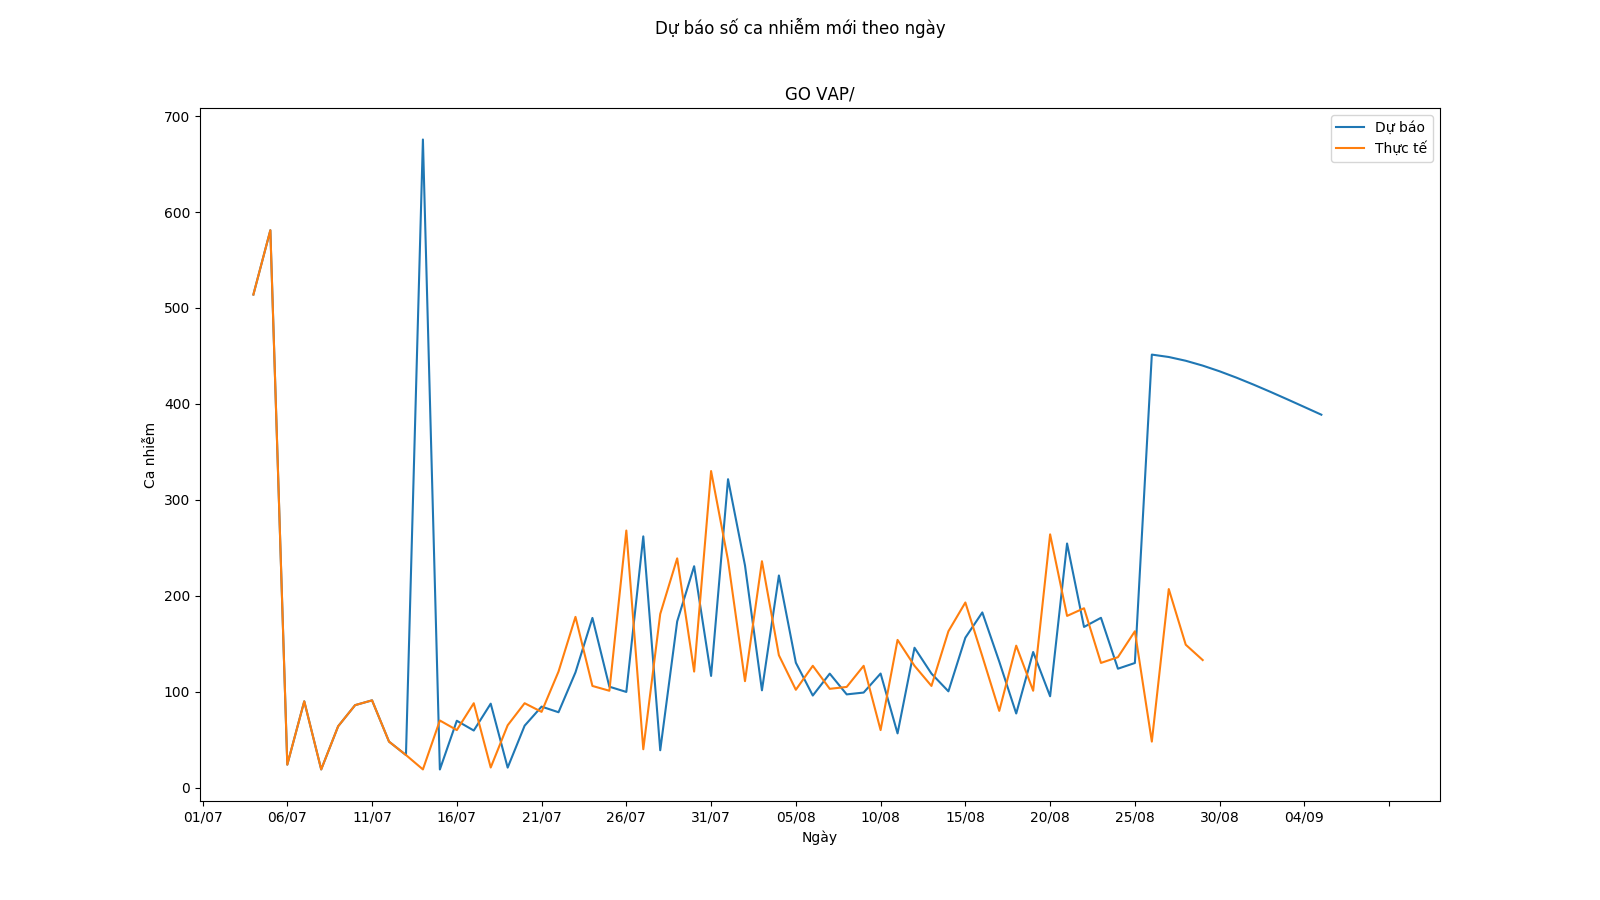 Dự báo số ca nhiễm mới theo ngày
GO VAP/
Dự báo
Thực tế
700
600
500
400
300
200
100
0
Ca nhiễm
01/07 06/07 11/07 16/07 21/07 26/07 31/07 05/08 10/08 15/08 20/08 25/08 30/08 04/09
Ngày